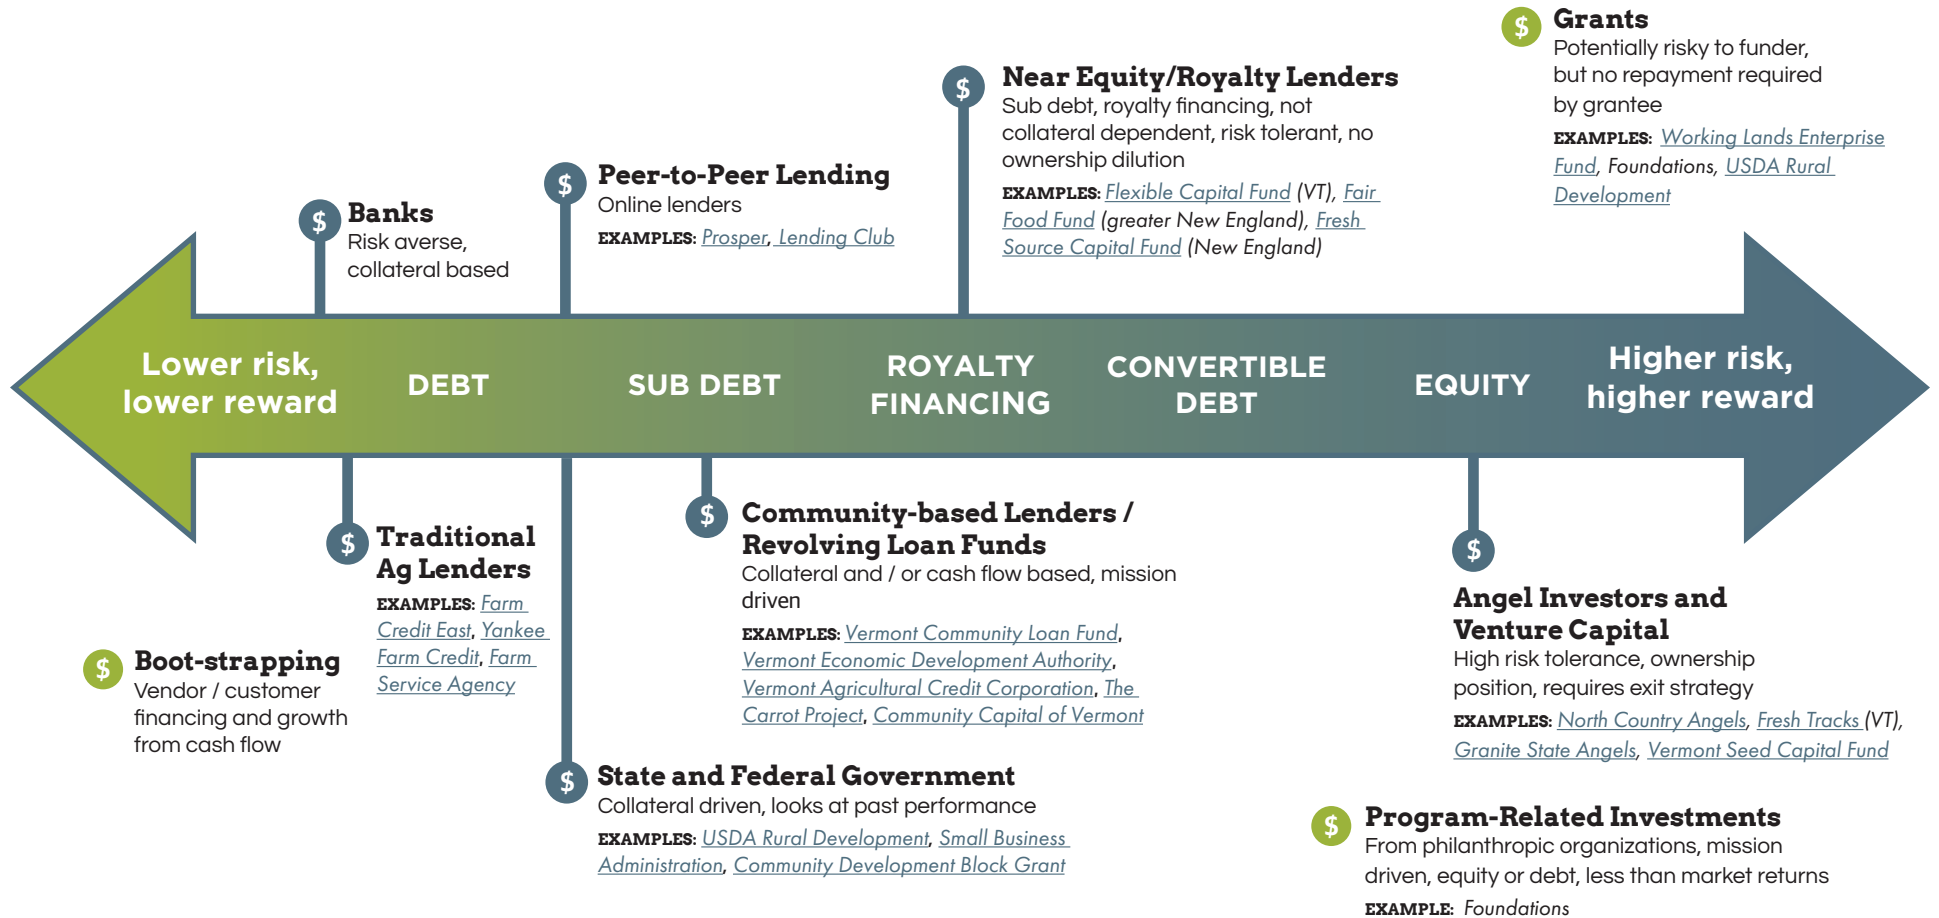 $ Grants
Potentially risky to funder,
but no repayment required
by grantee
EXAMPLES: Working Lands Enterprise
Fund, Foundations, USDA Rural
Development
$ Near Equity/Royalty Lenders
Sub debt, royalty financing, not
collateral dependent, risk tolerant, no
ownership dilution
EXAMPLES: Flexible Capital Fund (VT), Fair
Food Fund (greater New England), Fresh
Source Capital Fund (New England)
$ Peer-to-Peer Lending
Online lenders
EXAMPLES: Prosper, Lending Club
$ Banks
Risk averse,
collateral based
Lower risk,
lower reward
DEBT
SUB DEBT
ROYALTY
FINANCING
CONVERTIBLE
DEBT
EQUITY
Higher risk,
higher reward
$ Traditional
Ag Lenders
EXAMPLES: Farm
Credit East, Yankee
Farm Credit, Farm
Service Agency
$ Community-based Lenders /
Revolving Loan Funds
Collateral and / or cash flow based, mission
driven
EXAMPLES: Vermont Community Loan Fund,
Vermont Economic Development Authority,
Vermont Agricultural Credit Corporation, The
Carrot Project, Community Capital of Vermont
$
Angel Investors and
Venture Capital
High risk tolerance, ownership
position, requires exit strategy
EXAMPLES: North Country Angels, Fresh Tracks (VT),
Granite State Angels, Vermont Seed Capital Fund
$ Boot-strapping
Vendor / customer
financing and growth
from cash flow
$ State and Federal Government
Collateral driven, looks at past performance
EXAMPLES: USDA Rural Development, Small Business
Administration, Community Development Block Grant
$ Program-Related Investments
From philanthropic organizations, mission
driven, equity or debt, less than market returns
EXAMPLE: Foundations